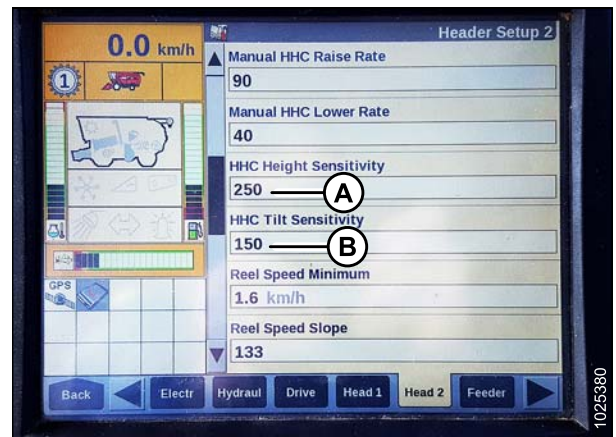 0.0 km/h
Header Setup 2
1
Manual HHC Raise Rate
90
Manual HHC Lower Rate
40
HHC Height Sensitivity
250
A
HHC Tilt Sensitivity
150
B
Reel Speed Minimum
1.6 km/h
Reel Speed Slope
133
GPS
Back
Electr
Hydraul
Drive
Head 1
Head 2
Feeder
1025380